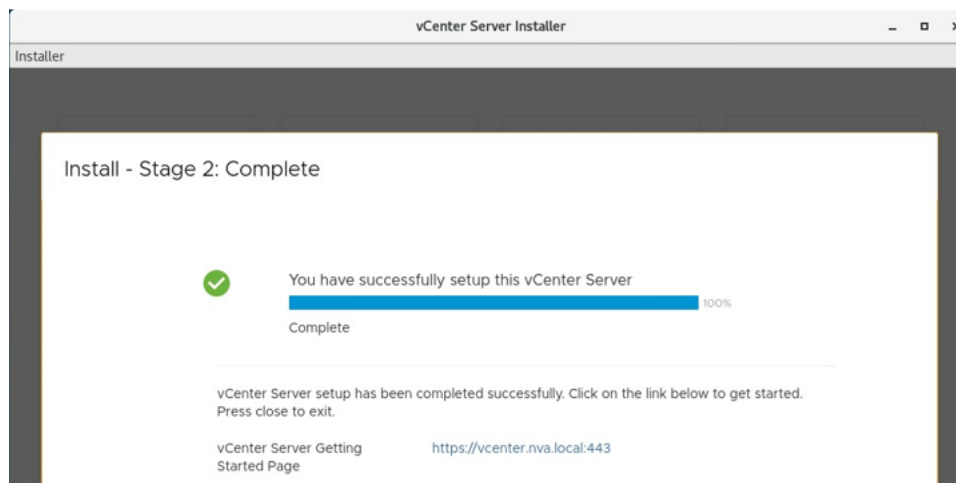 vCenter Server Installer
Installer
Install - Stage 2: Complete
You have successfully setup this vCenter Server
100%
Complete
vCenter Server setup has been completed successfully. Click on the link below to get started.
Press close to exit.
vCenter Server Getting https://vcenter.nva.local:443
Started Page